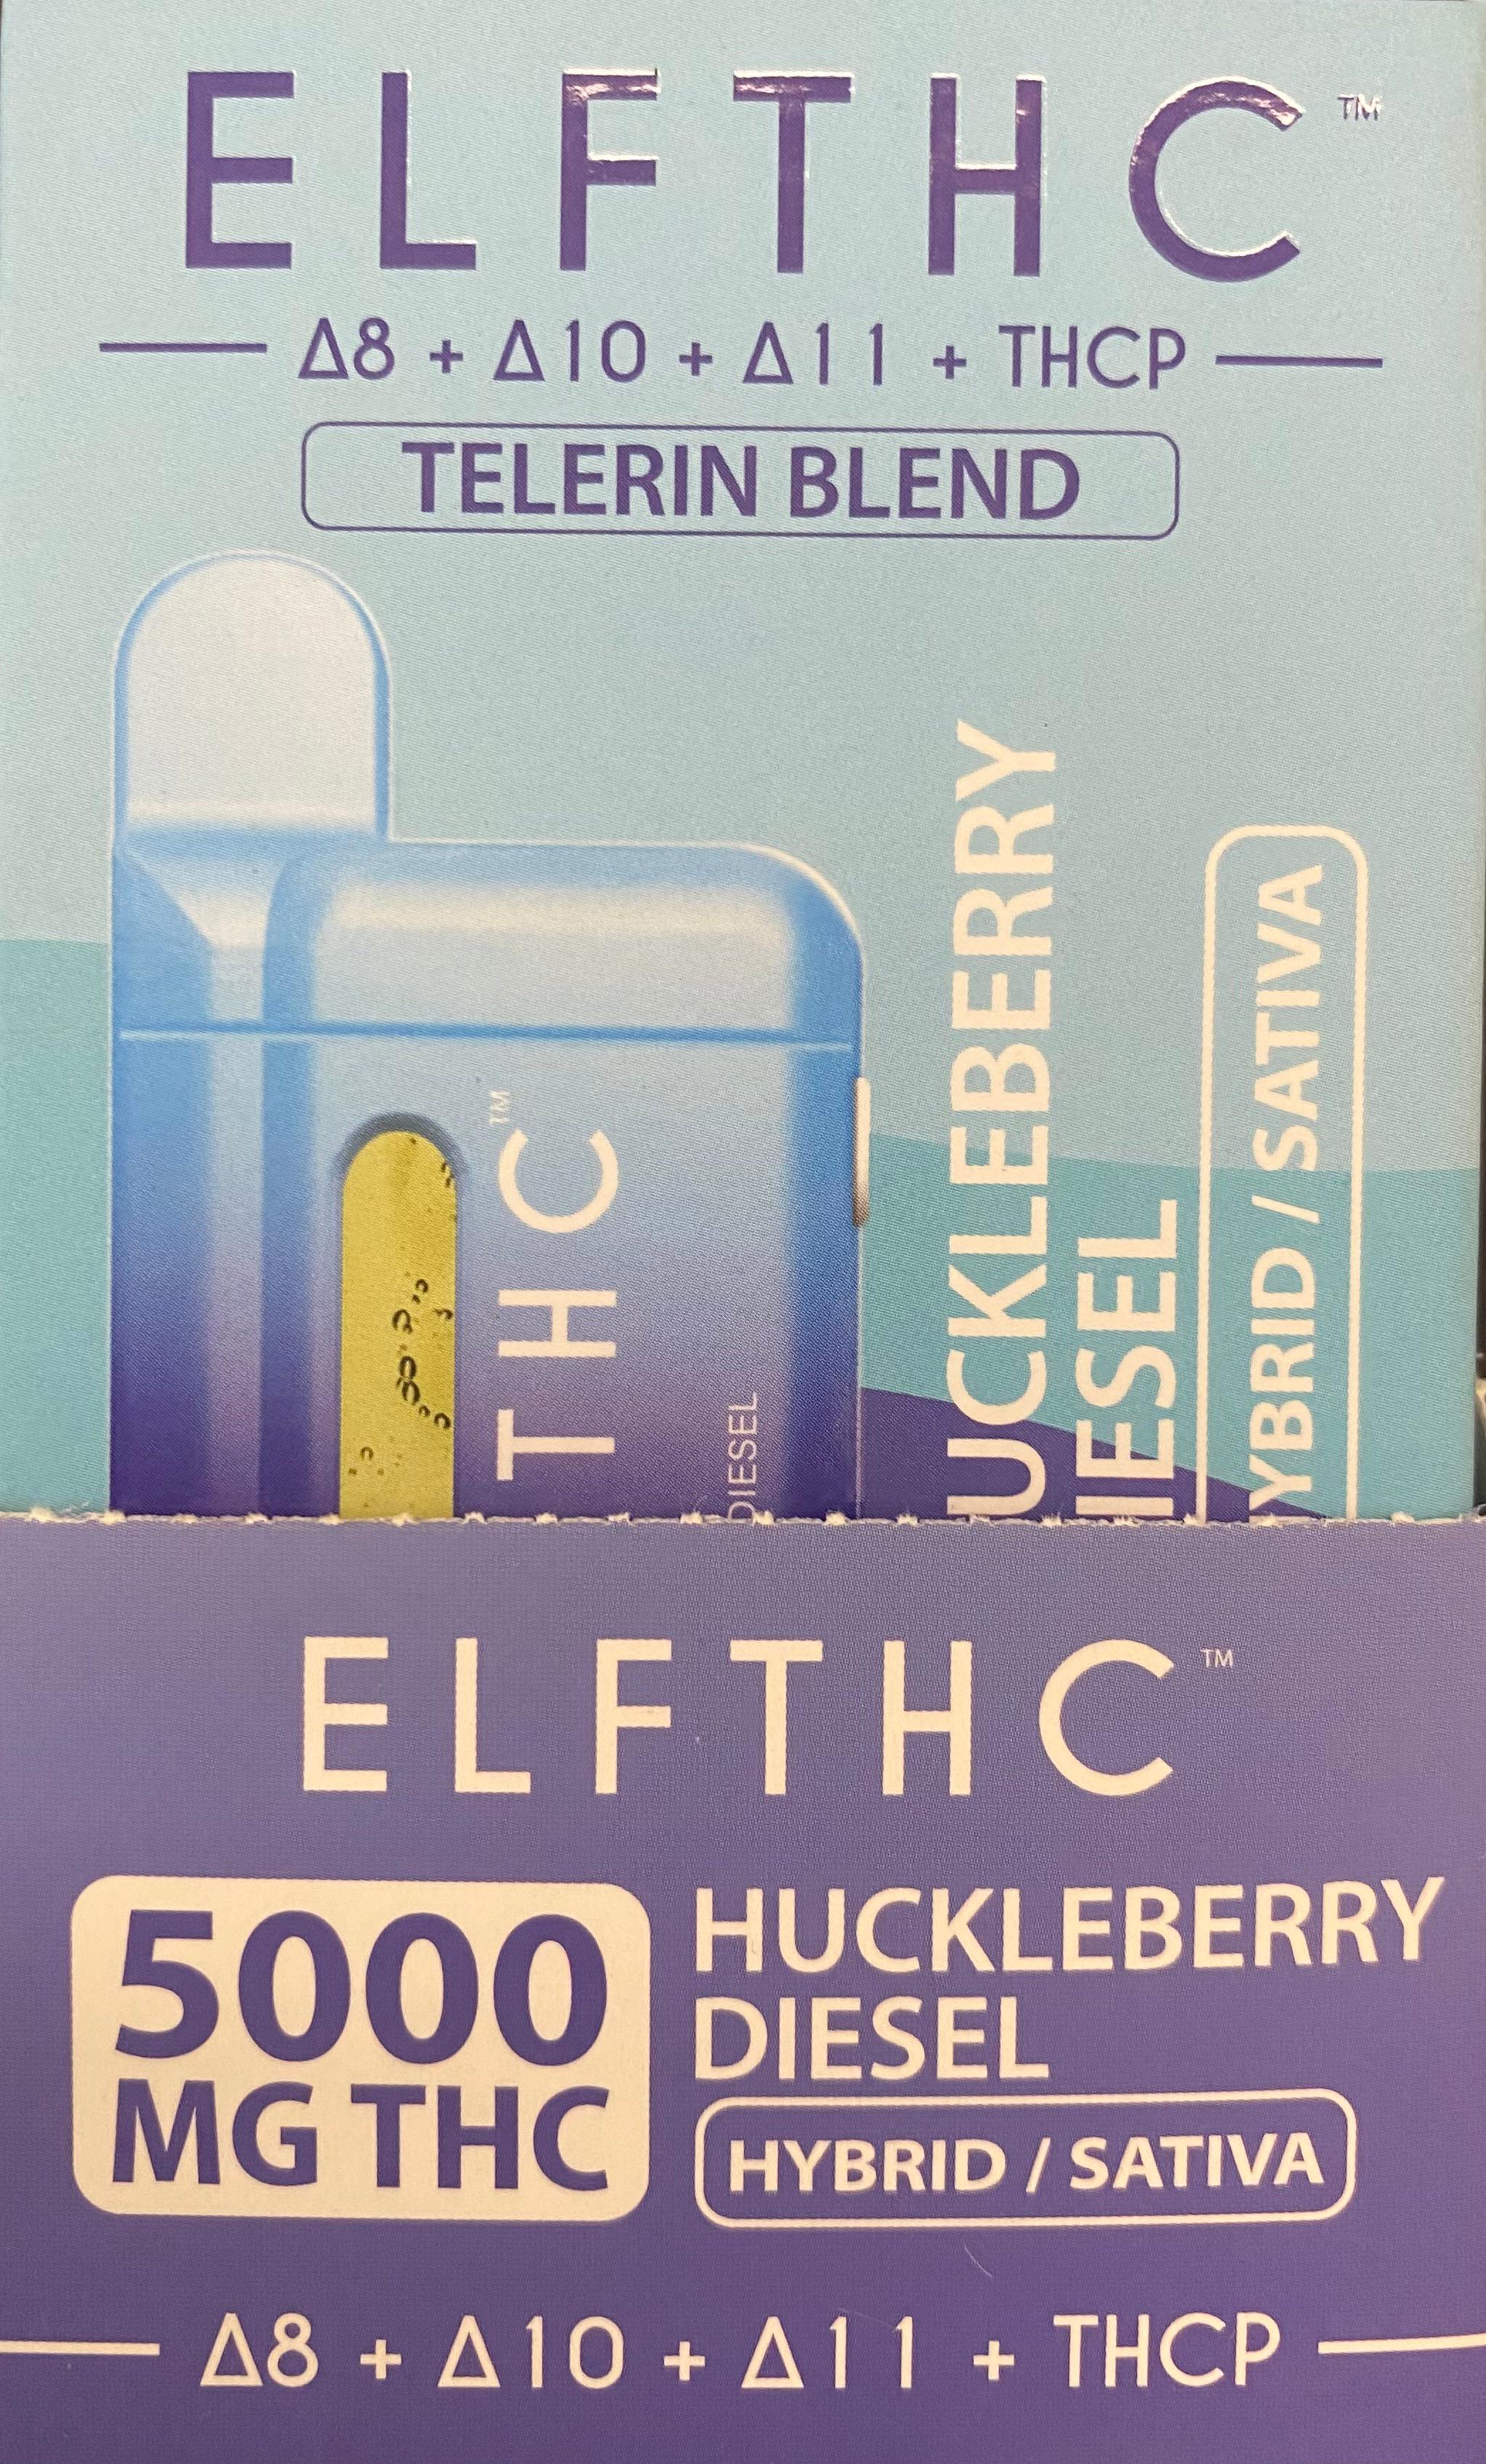 ELFTHC™
Δ8 + Δ10 + Δ11 + THCP
TELERIN BLEND
THC™
DIESEL
UCKLEBERRY
IESEL
YBRID / SATIVA
ELFTHC™
5000
MG THC
HUCKLEBERRY
DIESEL
HYBRID / SATIVA
Δ8 + Δ10 + Δ11 + THCP